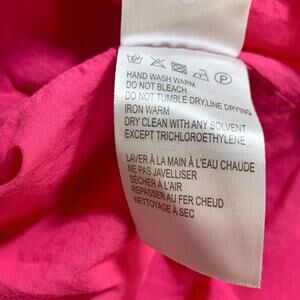 HAND WASH WARM
DO NOT BLEACH
DO NOT TUMBLE DRY,LINE DRYING
IRON WARM
DRY CLEAN WITH ANY SOLVENT
EXCEPT TRICHLOROETHYLENE
LAVER À LA MAIN À L'EAU CHAUDE
NE PAS JAVELLISER
SÉCHER À L'AIR
REPASSER AU FER CHEUD
NETTOYAGE À SEC